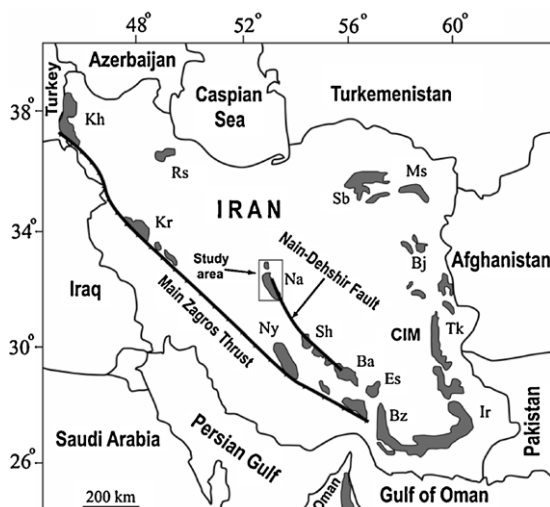 48° 52° 56° 60°
Azerbaijan
Turkey
Caspian
Sea
Turkmenistan
38°
Kh
Rs
Ms
Sb
IRAN
Kr
34°
Bj
Afghanistan
Study
area
Nain-Dehshir Fault
Na
Iraq
Main Zagros Thrust
Ny
Sh
CIM
Tk
30°
Ba
Es
Bz
Ir
Pakistan
Saudi Arabia
Persian Gulf
26°
200 km
Oman
Gulf of Oman